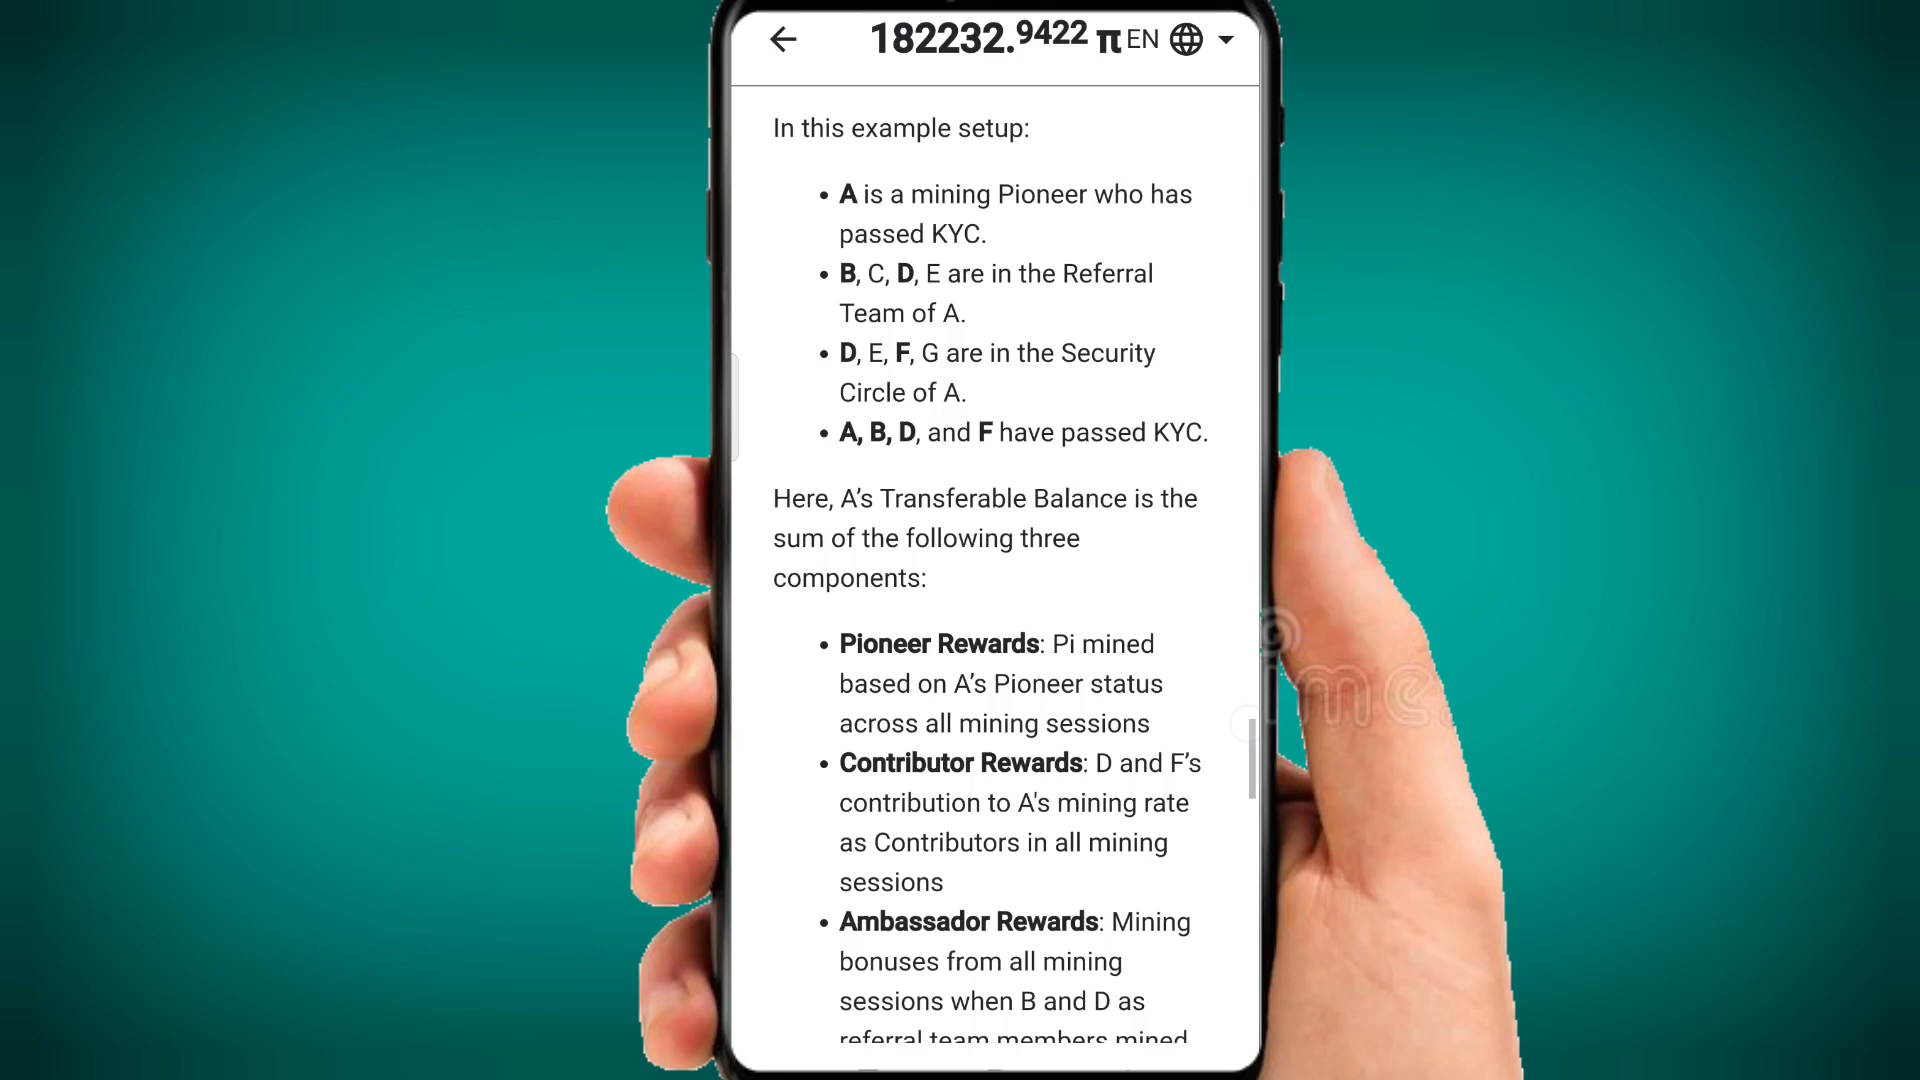 182232.9422 π EN
In this example setup:
• A is a mining Pioneer who has
passed KYC.
• B, C, D, E are in the Referral
Team of A.
• D, E, F, G are in the Security
Circle of A.
• A, B, D, and F have passed KYC.
Here, A’s Transferable Balance is the
sum of the following three
components:
• Pioneer Rewards: Pi mined
based on A’s Pioneer status
across all mining sessions
• Contributor Rewards: D and F’s
contribution to A's mining rate
as Contributors in all mining
sessions
• Ambassador Rewards: Mining
bonuses from all mining
sessions when B and D as
referral team members mined